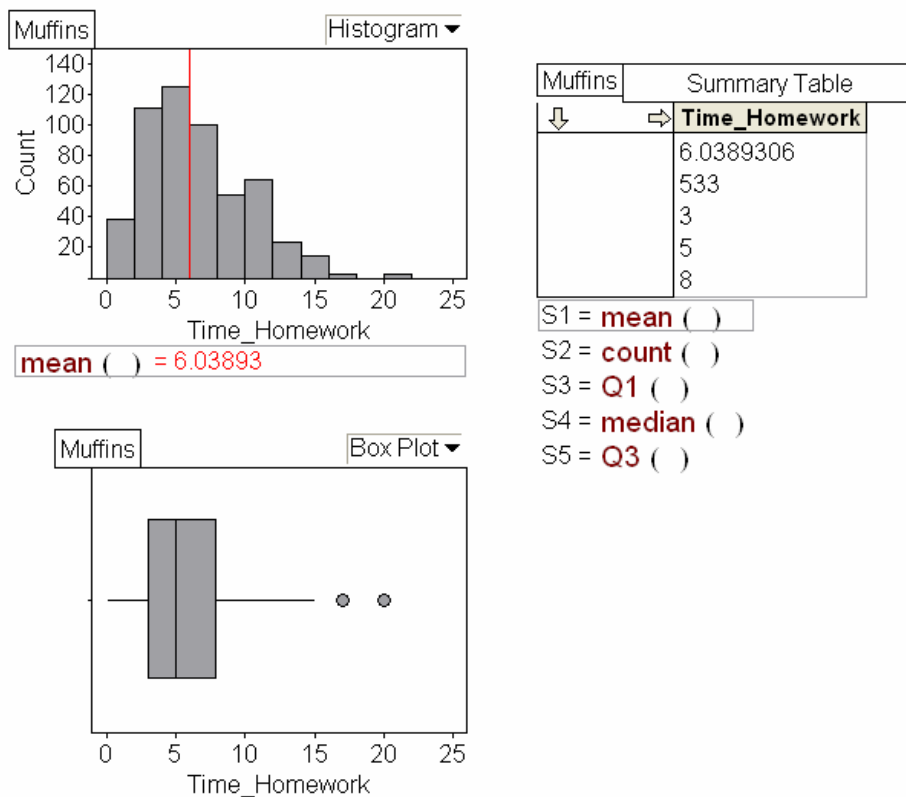 Muffins
Histogram
140
120
100
80
60
40
20
Count
0 5 10 15 20 25
Time_Homework
mean ( ) = 6.03893
Muffins
Box Plot
0 5 10 15 20 25
Time_Homework
Muffins
Summary Table
Time_Homework
6.0389306
533
3
5
8
S1 = mean ( )
S2 = count ( )
S3 = Q1 ( )
S4 = median ( )
S5 = Q3 ( )